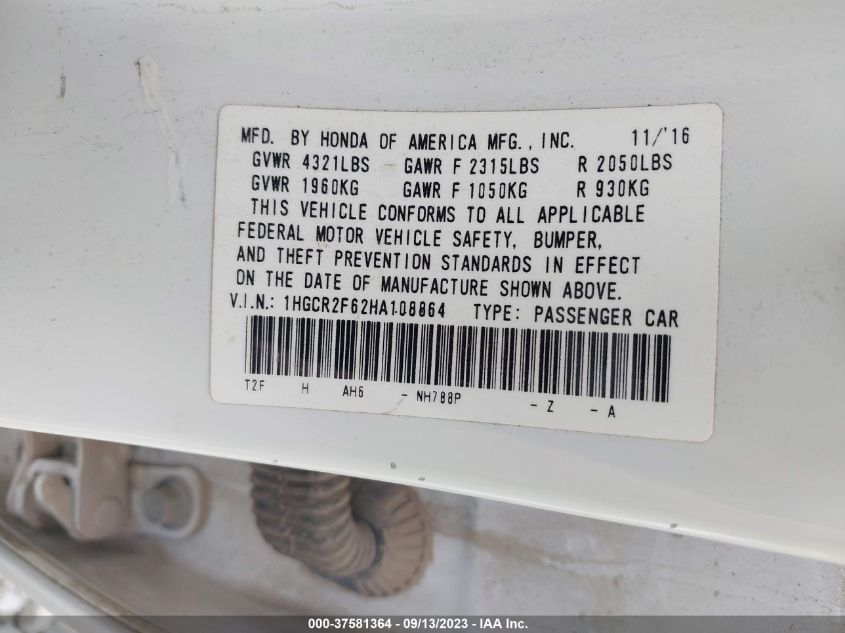 MFD. BY HONDA OF AMERICA MFG., INC. 11/'16
GVWR 4321LBS GAWR F 2315LBS R 2050LBS
GVWR 1960KG GAWR F 1050KG R 930KG
THIS VEHICLE CONFORMS TO ALL APPLICABLE
FEDERAL MOTOR VEHICLE SAFETY, BUMPER,
AND THEFT PREVENTION STANDARDS IN EFFECT
ON THE DATE OF MANUFACTURE SHOWN ABOVE.
V.I.N.: 1HGCR2F62HA108864 TYPE: PASSENGER CAR
T2F H AH6 - NH788P - Z - A
000-37581364 - 09/13/2023 - IAA Inc.